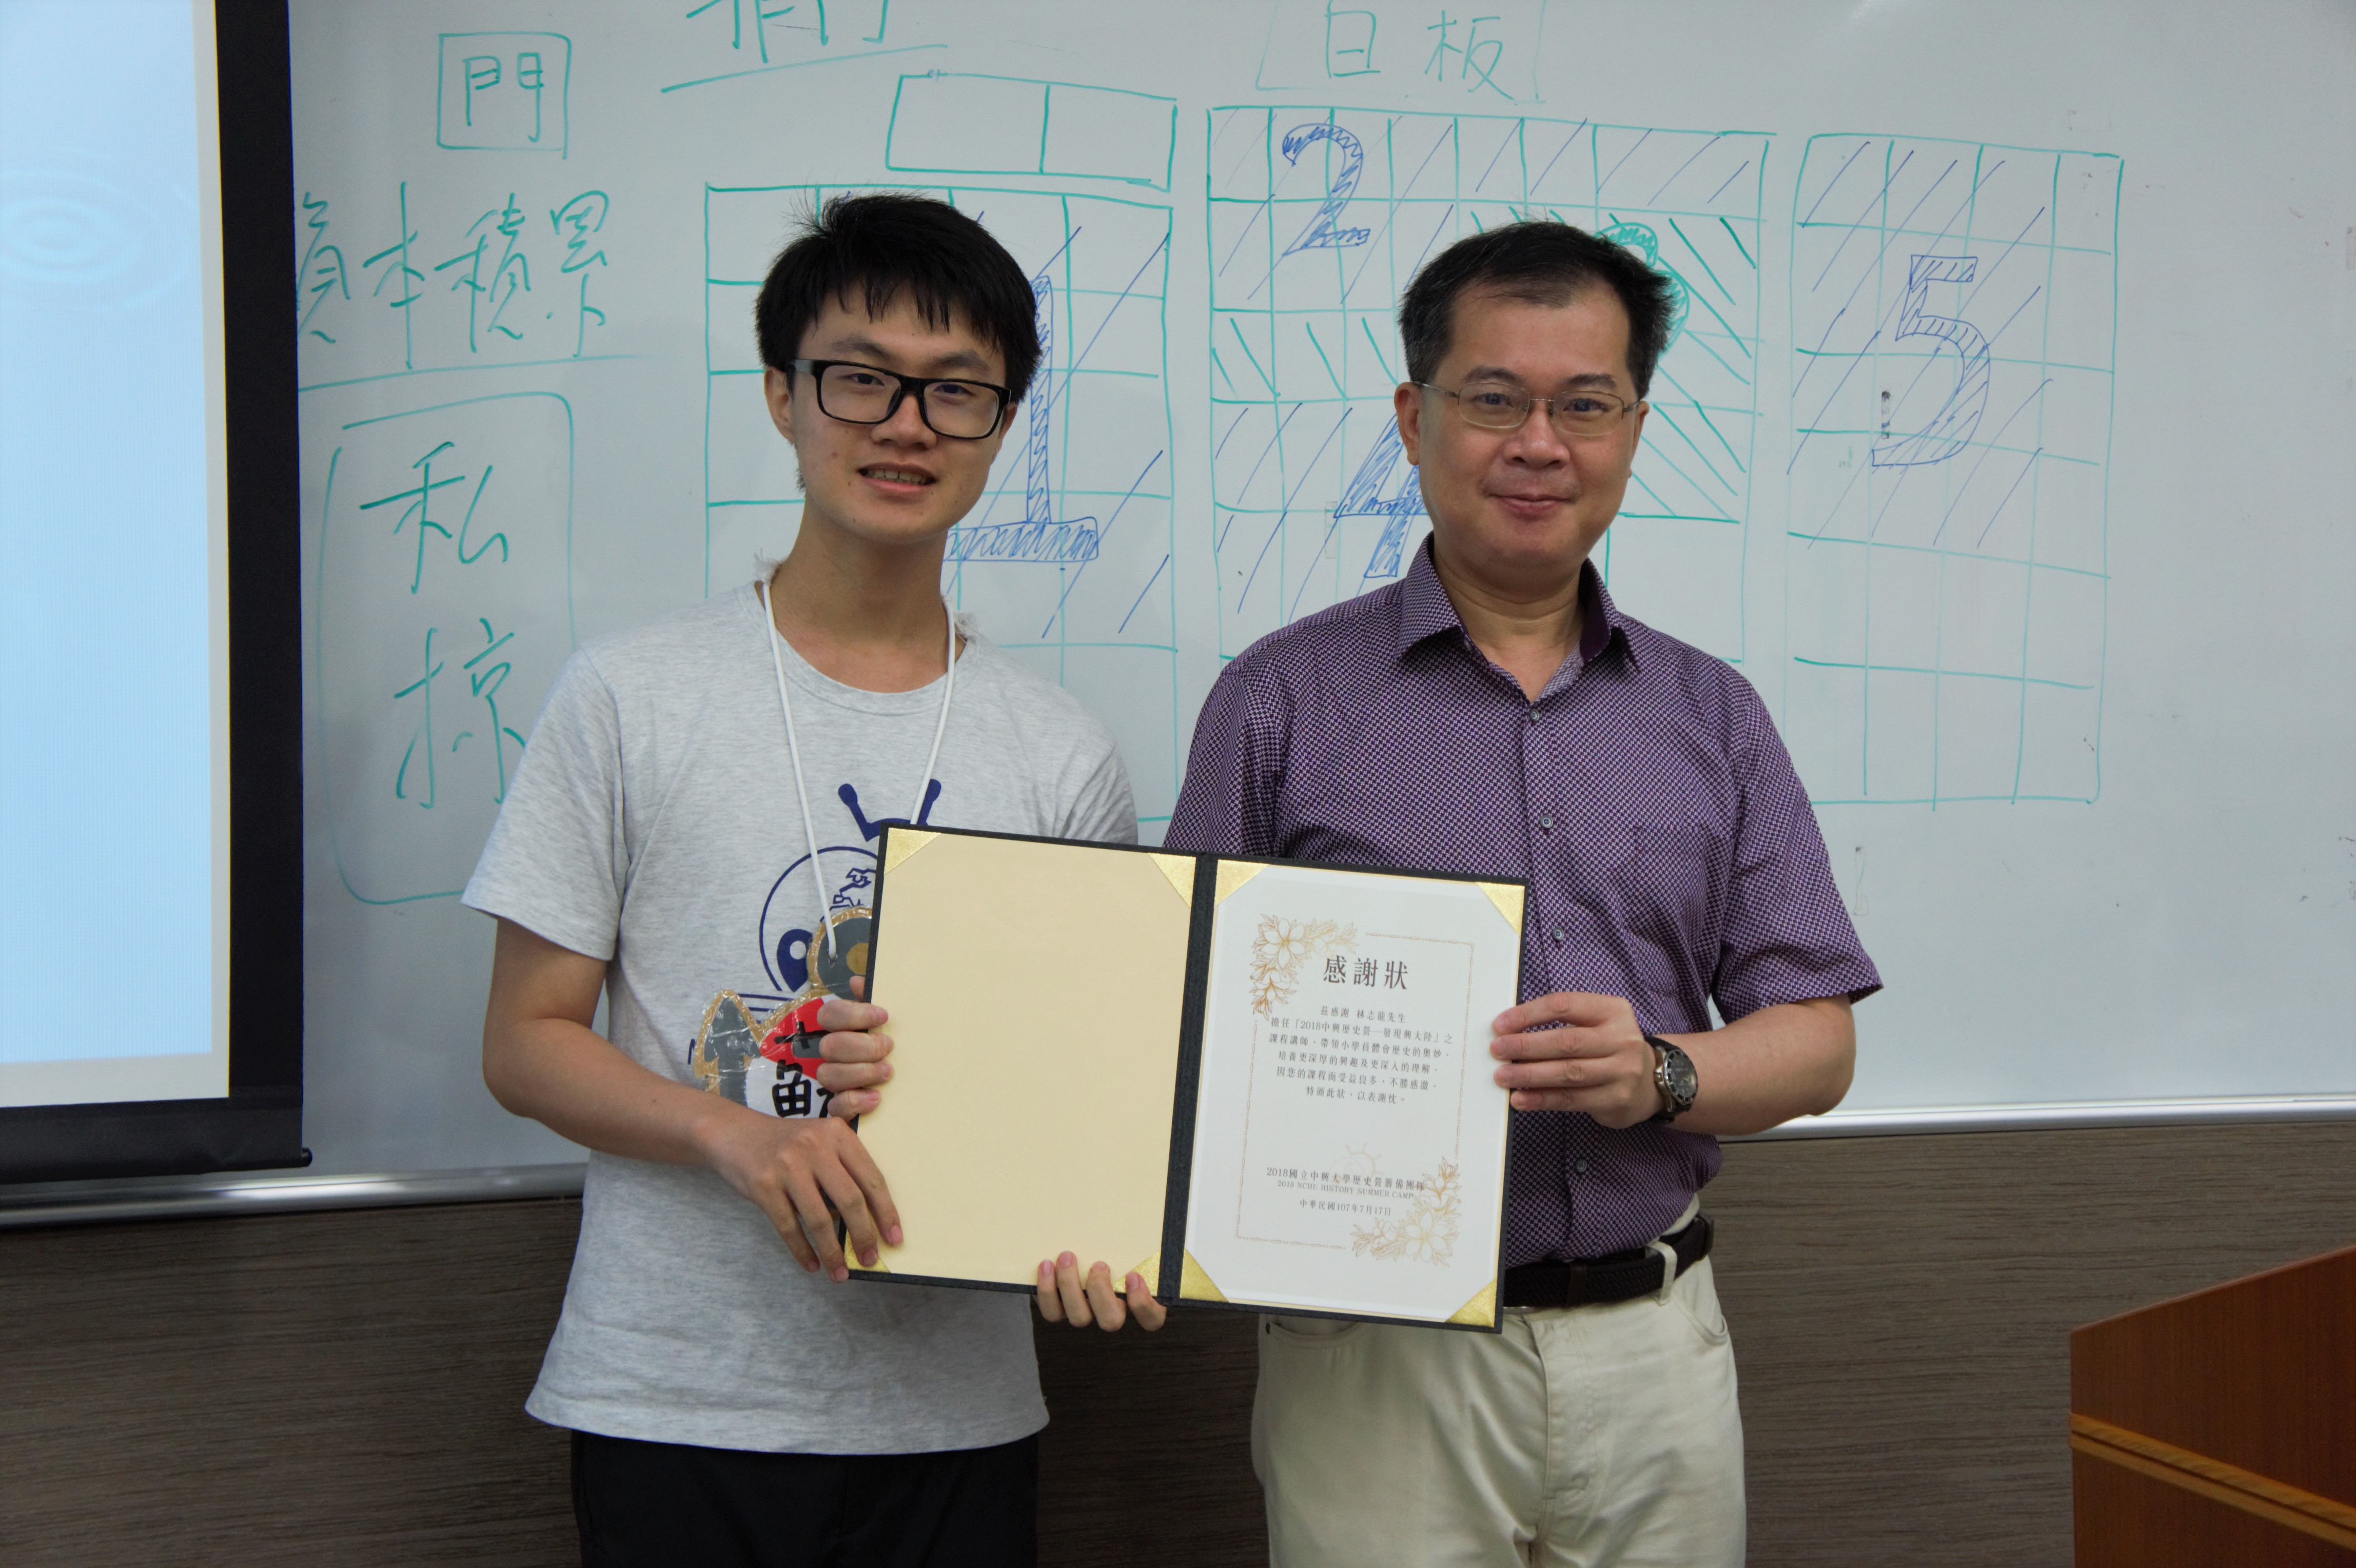 門
白板
資本積累
1
2
4
5
私
掠
感謝狀
茲感謝 林志龍先生
擔任「2018中興歷史營—發現興大陸」之
課程講師、帶領小學員體會歷史的奧妙,
培養更深厚的興趣及更深入的理解,
因您的課程而受益良多,不勝感激。
特頒此狀,以表謝忱。
2018國立中興大學歷史營籌備團隊
2018 NCHU HISTORY SUMMER CAMP
中華民國107年7月17日